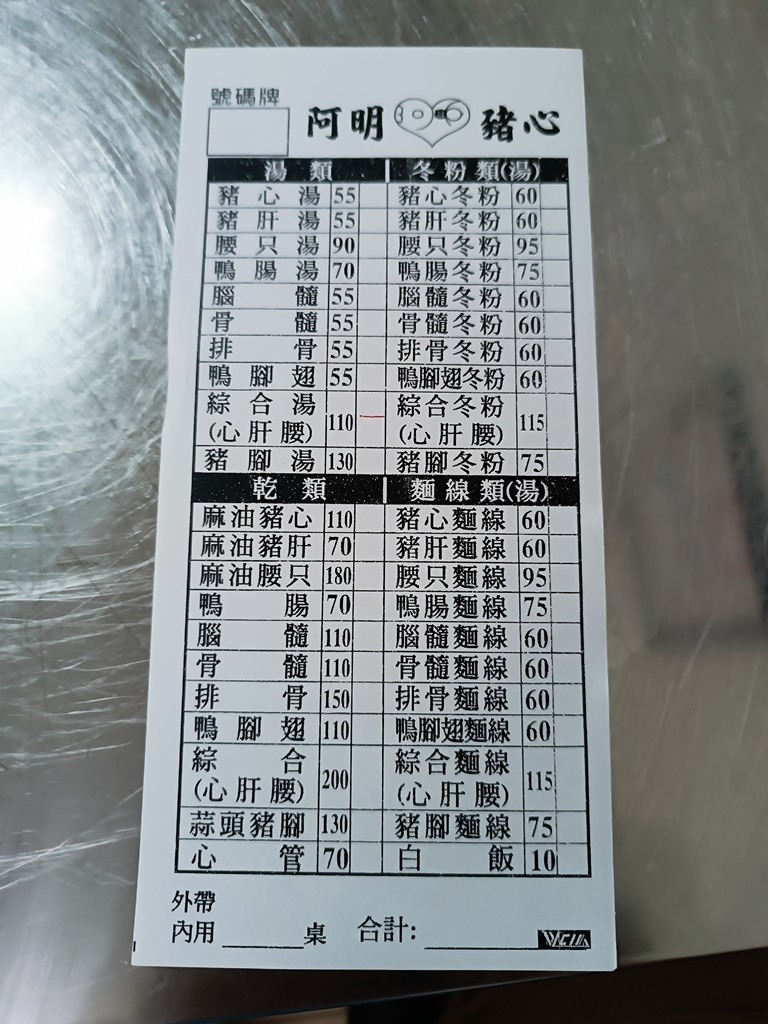 號碼牌
阿明 豬心
湯類 冬粉類(湯)
豬心湯 55 豬心冬粉 60
豬肝湯 55 豬肝冬粉 60
腰只湯 90 腰只冬粉 95
鴨腸湯 70 鴨腸冬粉 75
腦髓 55 腦髓冬粉 60
骨髓 55 骨髓冬粉 60
排骨 55 排骨冬粉 60
鴨腳翅 55 鴨腳翅冬粉 60
綜合湯 (心肝腰) 110 綜合冬粉 (心肝腰) 115
豬腳湯 130 豬腳冬粉 75
乾類 麵線類(湯)
麻油豬心 110 豬心麵線 60
麻油豬肝 70 豬肝麵線 60
麻油腰只 180 腰只麵線 95
鴨腸 70 鴨腸麵線 75
腦髓 110 腦髓麵線 60
骨髓 110 骨髓麵線 60
排骨 150 排骨麵線 60
鴨腳翅 110 鴨腳翅麵線 60
綜合 (心肝腰) 200 綜合麵線 (心肝腰) 115
蒜頭豬腳 130 豬腳麵線 75
心管 70 白飯 10
外帶
內用 桌 合計: